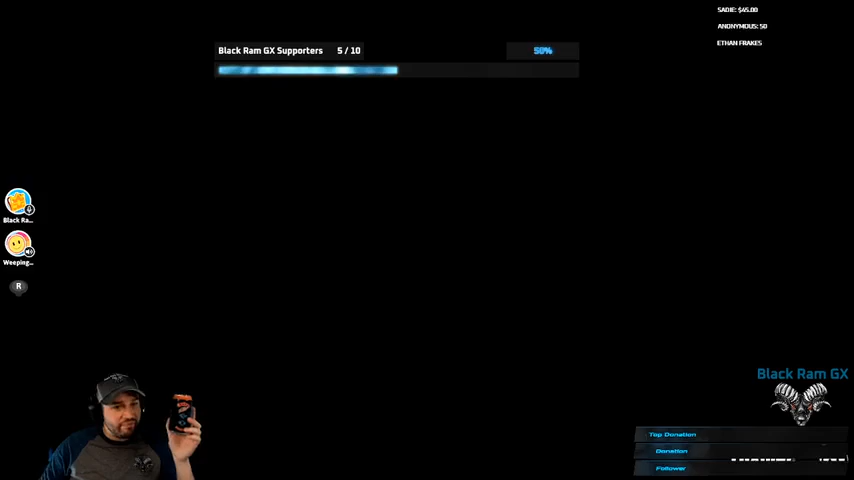 SADIE: $45.00
ANONYMOUS: 50
ETHAN FRAKES
Black Ram GX Supporters 5 / 10 50%
Black Ra...
Weeping...
R
Black Ram GX
Top Donation
Donation
Follower